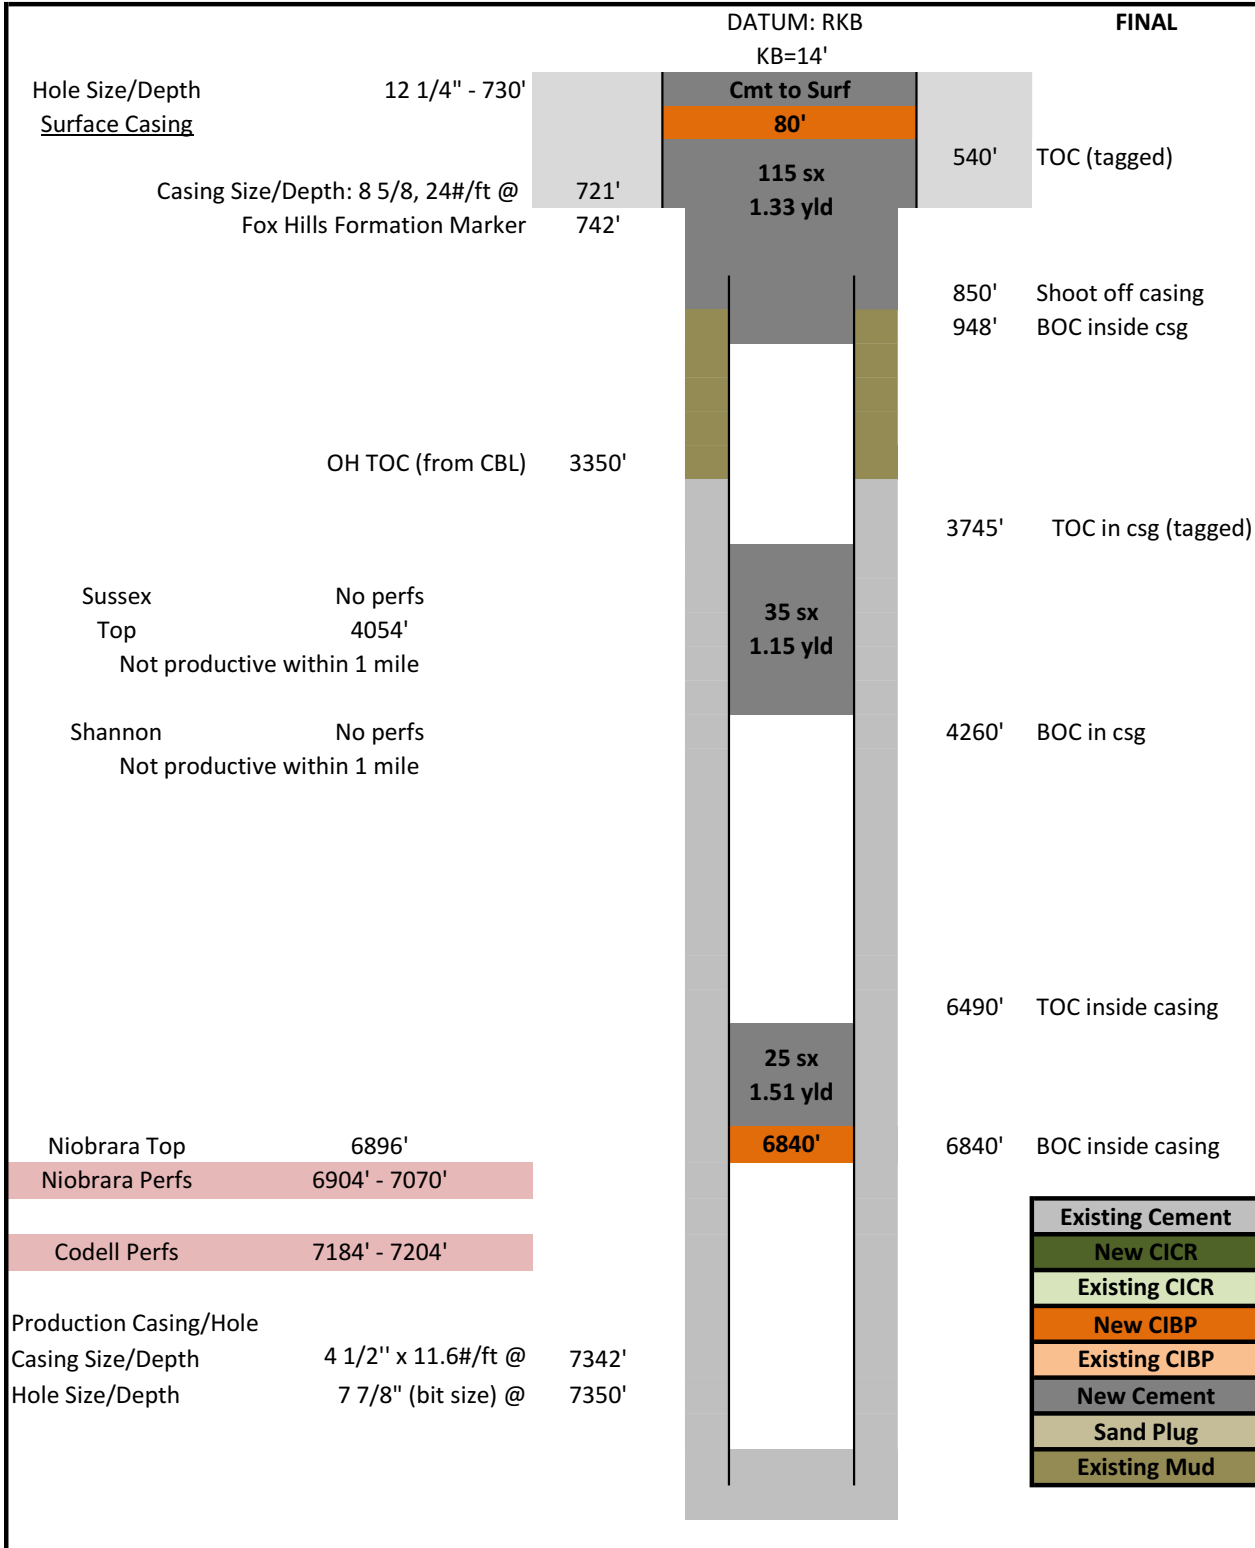 DATUM: RKB FINAL
KB=14'
Hole Size/Depth 12 1/4" - 730' Cmt to Surf
Surface Casing 80'
540' TOC (tagged)
115 sx
Casing Size/Depth: 8 5/8, 24#/ft @ 721'
1.33 yld
Fox Hills Formation Marker 742'
850' Shoot off casing
948' BOC inside csg
OH TOC (from CBL) 3350'
3745' TOC in csg (tagged)
Sussex No perfs
35 sx
Top 4054'
1.15 yld
Not productive within 1 mile
Shannon No perfs 4260' BOC in csg
Not productive within 1 mile
6490' TOC inside casing
25 sx
1.51 yld
Niobrara Top 6896' 6840' 6840' BOC inside casing
Niobrara Perfs 6904' - 7070'
Existing Cement
Codell Perfs 7184' - 7204' New CICR
Existing CICR
Production Casing/Hole New CIBP
Casing Size/Depth 4 1/2'' x 11.6#/ft @ 7342' Existing CIBP
Hole Size/Depth 7 7/8" (bit size) @ 7350' New Cement
Sand Plug
Existing Mud